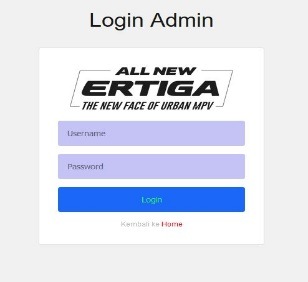 Login Admin
ALL NEW
ERTIGA
THE NEW FACE OF URBAN MPV
Username
Password
Login
Kembali ke Home